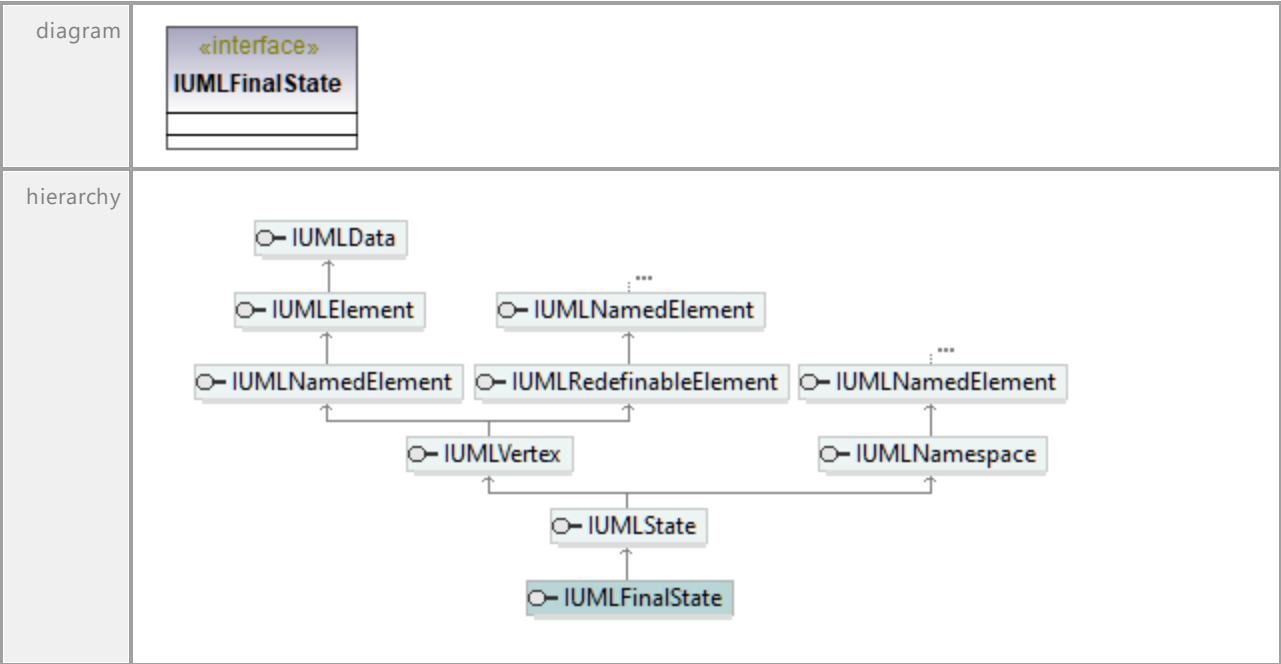 diagram
«interface»
IUMLFinalState
hierarchy
IUMLData
...
IUMLElement
IUMLNamedElement
...
IUMLNamedElement
IUMLRedefinableElement
IUMLNamedElement
IUMLVertex
IUMLNamespace
IUMLState
IUMLFinalState